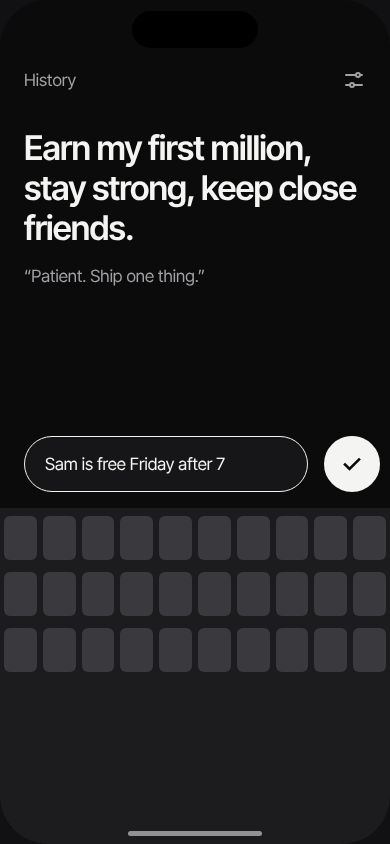 History
Earn my first million,
stay strong, keep close
friends.
“Patient. Ship one thing.”
Sam is free Friday after 7